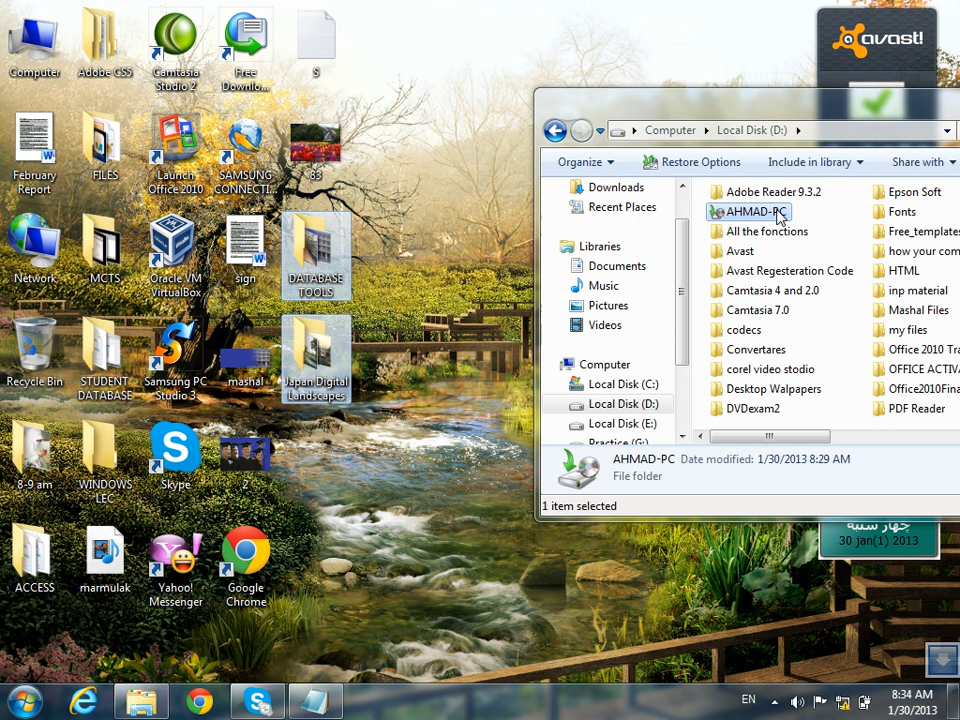 Computer
Adobe CS5
Camtasia
Studio 2
Free
Downlo...
S
February
Report
FILES
Launch
Office 2010
SAMSUNG
CONNECTI...
83
Network
MCTS
Oracle VM
VirtualBox
sign
DATABASE
TOOLS
Recycle Bin
STUDENT
DATABASE
Samsung PC
Studio 3
mashal
Japan Digital
Landscapes
8-9 am
WINDOWS
LEC
Skype
2
ACCESS
marmulak
Yahoo!
Messenger
Google
Chrome
avast!
Computer
Local Disk (D:)
Organize
Restore Options
Include in library
Share with
Downloads
Recent Places
Libraries
Documents
Music
Pictures
Videos
Computer
Local Disk (C:)
Local Disk (D:)
Local Disk (E:)
Practice (G:)
Adobe Reader 9.3.2
AHMAD-PC
All the fonctions
Avast
Avast Regesteration Code
Camtasia 4 and 2.0
Camtasia 7.0
codecs
Convertares
corel video studio
Desktop Walpapers
DVDexam2
Epson Soft
Fonts
Free_templates
how your com
HTML
inp material
Mashal Files
my files
Office 2010 Tra
OFFICE ACTIVA
Office2010Fina
PDF Reader
AHMAD-PC Date modified: 1/30/2013 8:29 AM
File folder
1 item selected
چهار شنبه
30 jan(1) 2013
EN
8:34 AM
1/30/2013